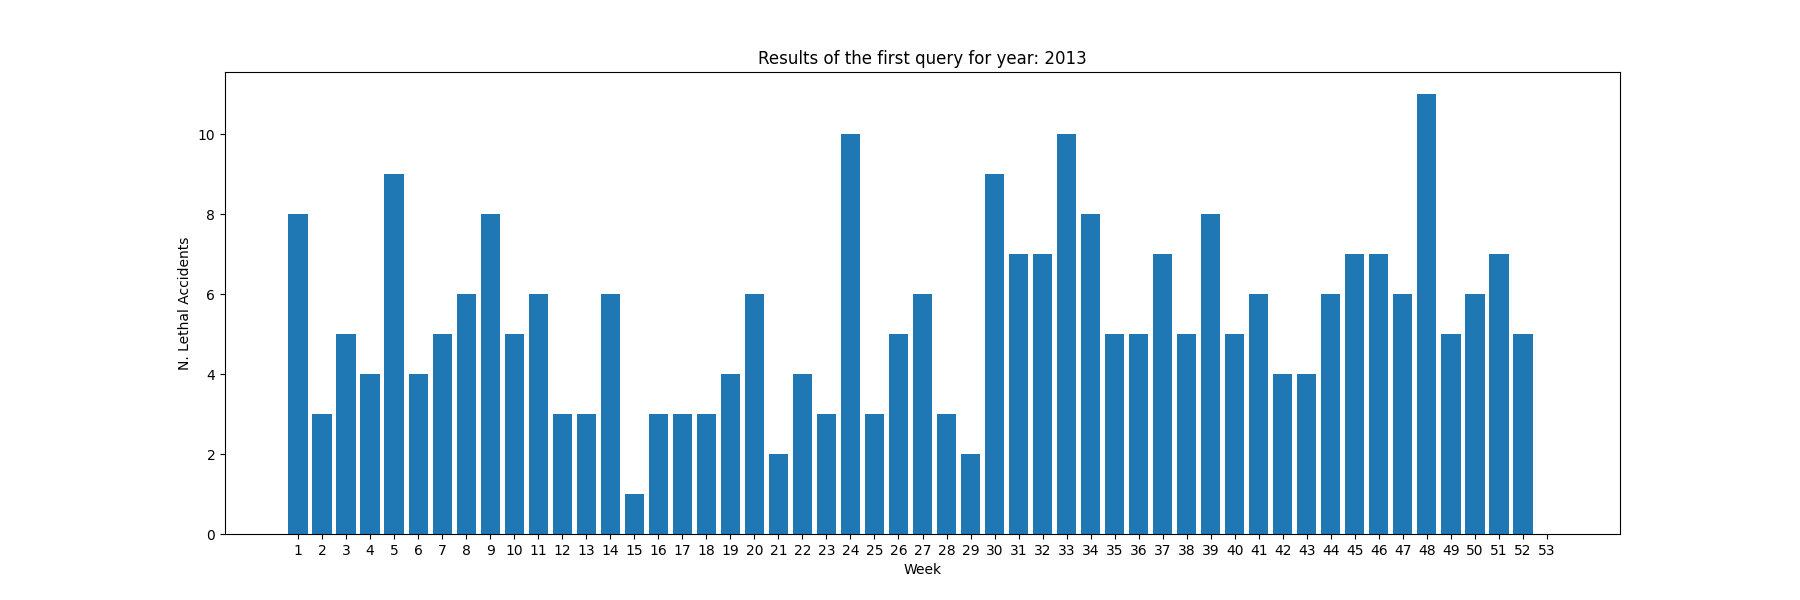 Results of the first query for year: 2013
10
8
6
4
2
0
N. Lethal Accidents
1 2 3 4 5 6 7 8 9 10 11 12 13 14 15 16 17 18 19 20 21 22 23 24 25 26 27 28 29 30 31 32 33 34 35 36 37 38 39 40 41 42 43 44 45 46 47 48 49 50 51 52 53
Week